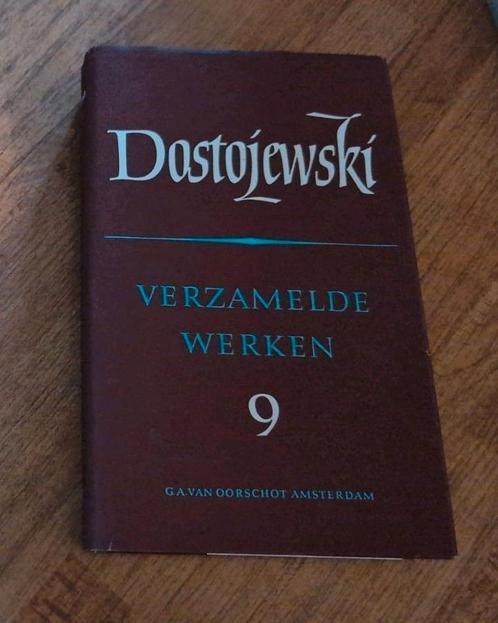 Dostojewski
VERZAMELDE
WERKEN
9
G.A.VAN OORSCHOT AMSTERDAM